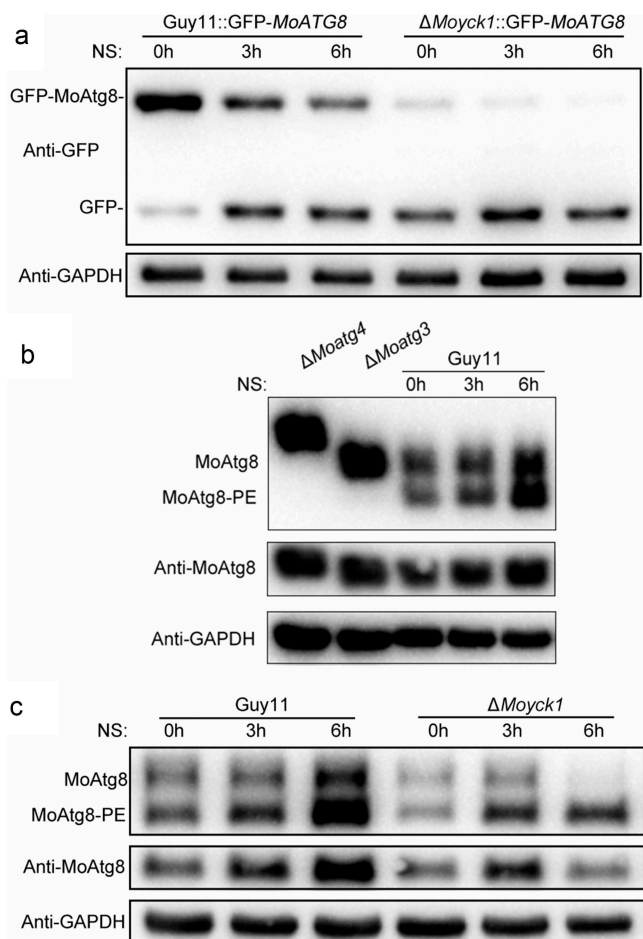 a
Guy11::GFP-MoATG8 ΔMoyck1::GFP-MoATG8
NS: 0h 3h 6h 0h 3h 6h
GFP-MoAtg8-
Anti-GFP
GFP-
Anti-GAPDH
b
ΔMoatg4 ΔMoatg3 Guy11
NS: 0h 3h 6h
MoAtg8
MoAtg8-PE
Anti-MoAtg8
Anti-GAPDH
c
Guy11 ΔMoyck1
NS: 0h 3h 6h 0h 3h 6h
MoAtg8
MoAtg8-PE
Anti-MoAtg8
Anti-GAPDH